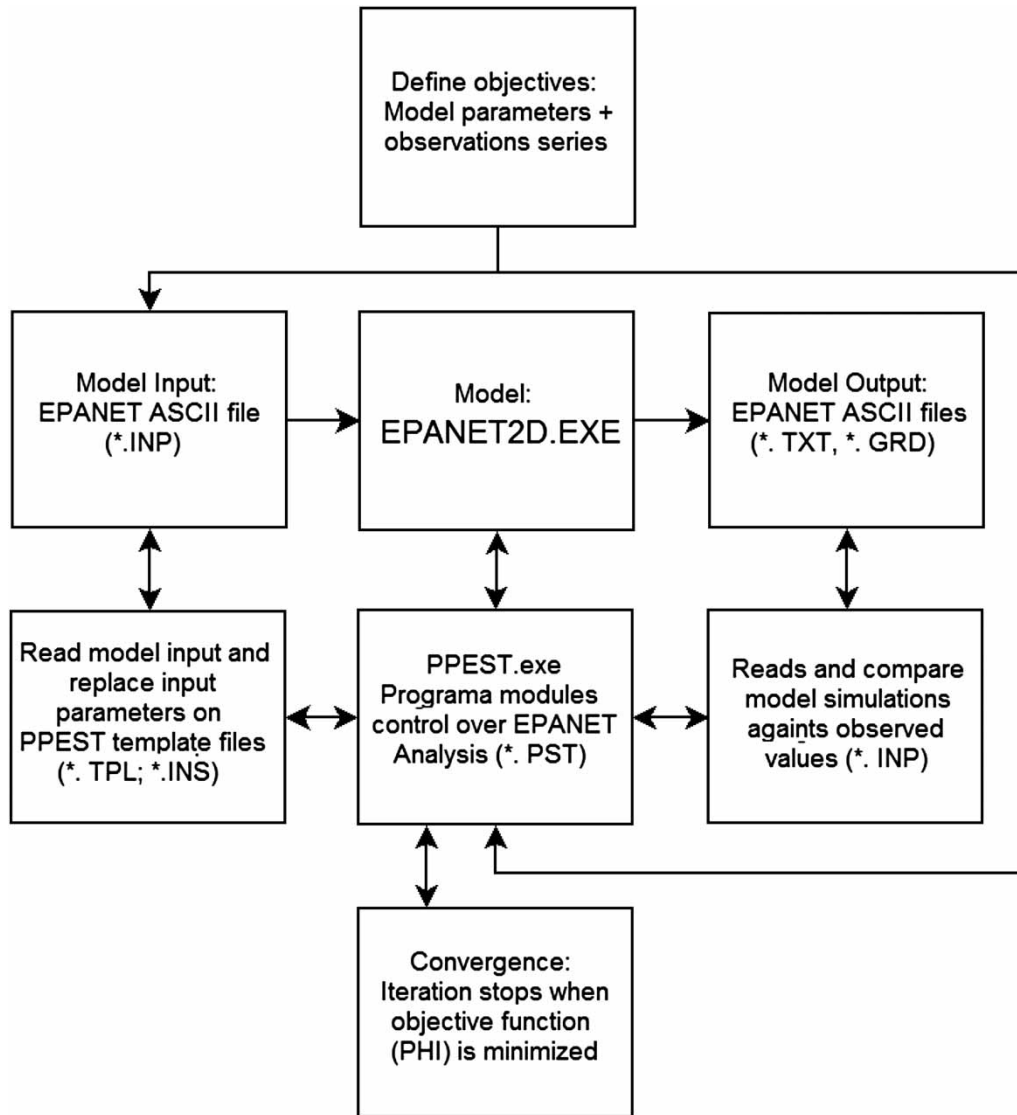 Define objectives:
Model parameters +
observations series
Model Input:
EPANET ASCII file
(*.INP)
Model:
EPANET2D.EXE
Model Output:
EPANET ASCII files
(*. TXT, *. GRD)
Read model input and
replace input
parameters on
PPEST template files
(*. TPL; *.INS)
PPEST.exe
Programa modules
control over EPANET
Analysis (*. PST)
Reads and compare
model simulations
againts observed
values (*. INP)
Convergence:
Iteration stops when
objective function
(PHI) is minimized